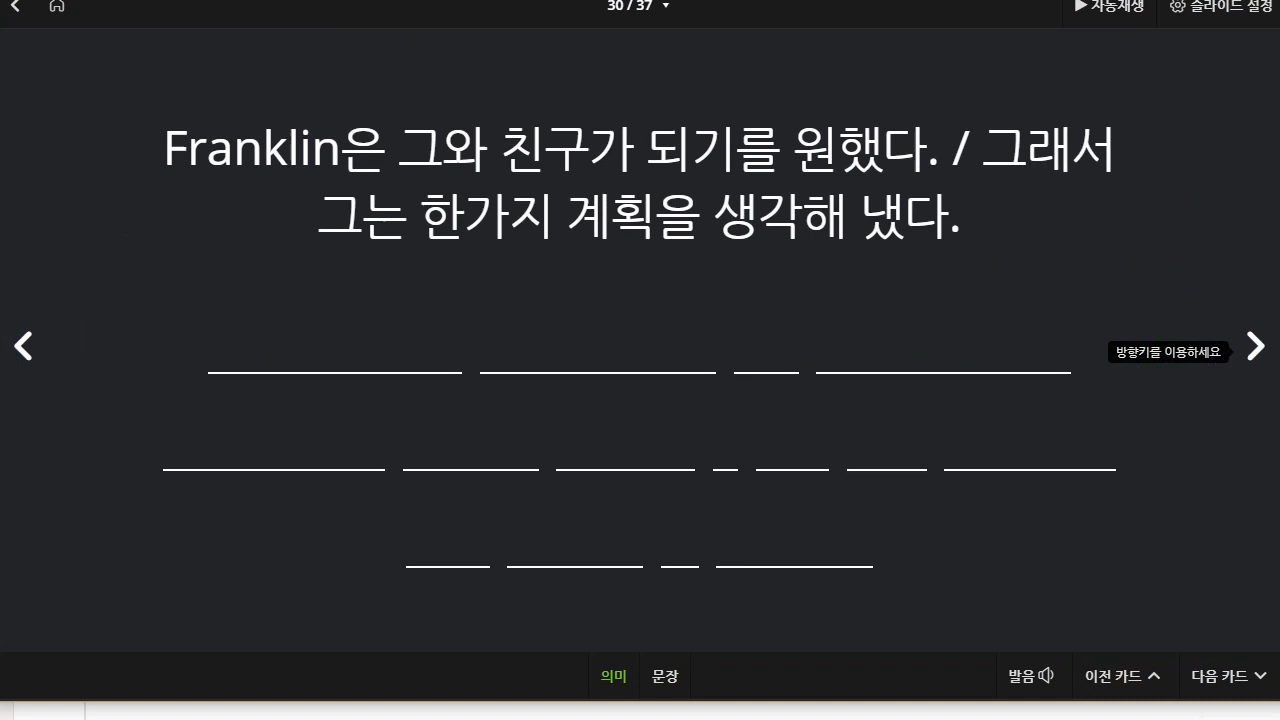 30 / 37
자동재생
슬라이드 설정
Franklin은 그와 친구가 되기를 원했다. / 그래서
그는 한가지 계획을 생각해 냈다.
방향키를 이용하세요
의미
문장
발음
이전 카드
다음 카드